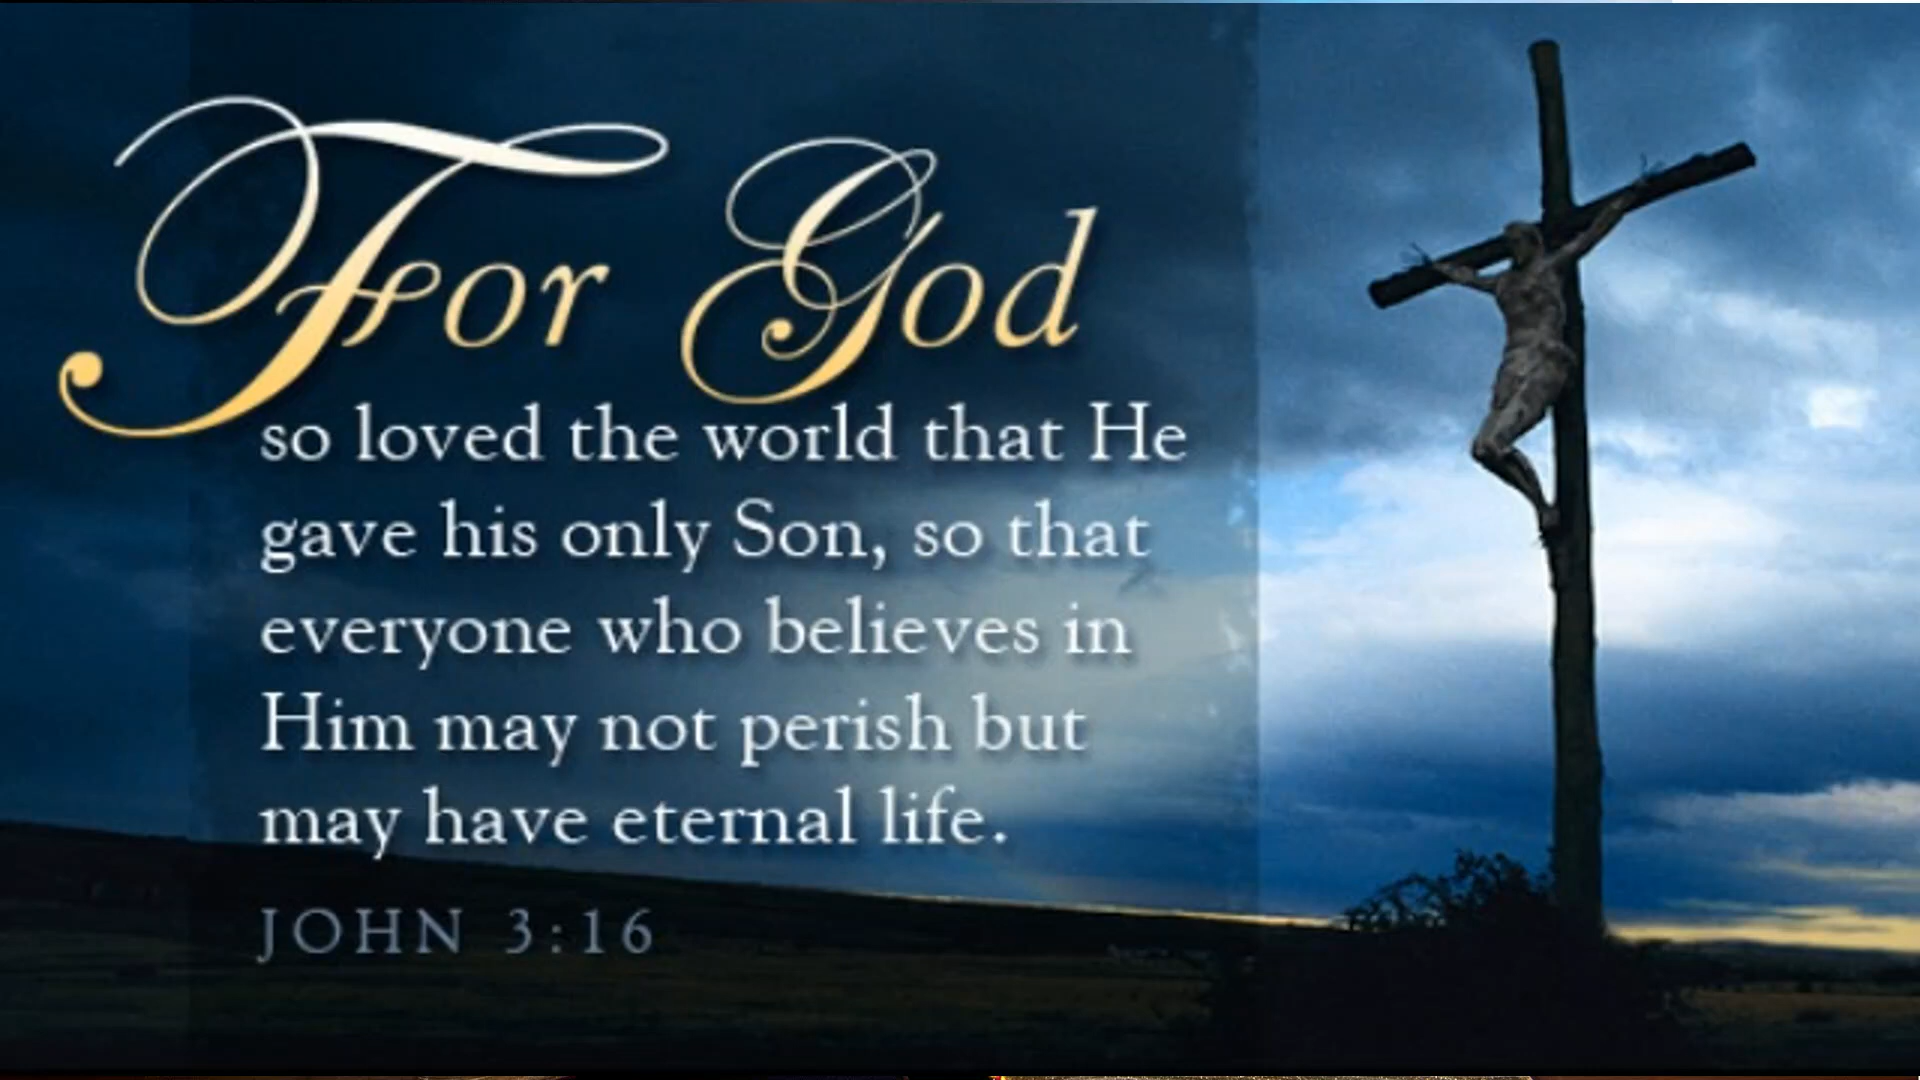 For God
so loved the world that He
gave his only Son, so that
everyone who believes in
Him may not perish but
may have eternal life.
JOHN 3:16